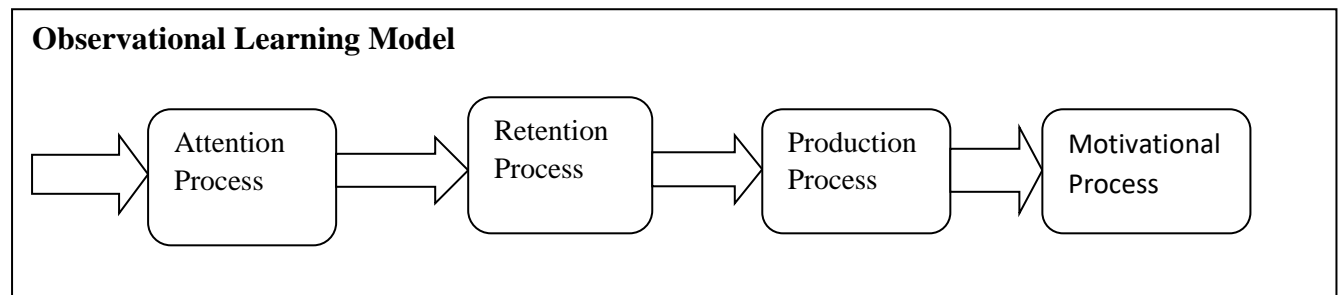 Observational Learning Model
Attention
Process
Retention
Process
Production
Process
Motivational
Process